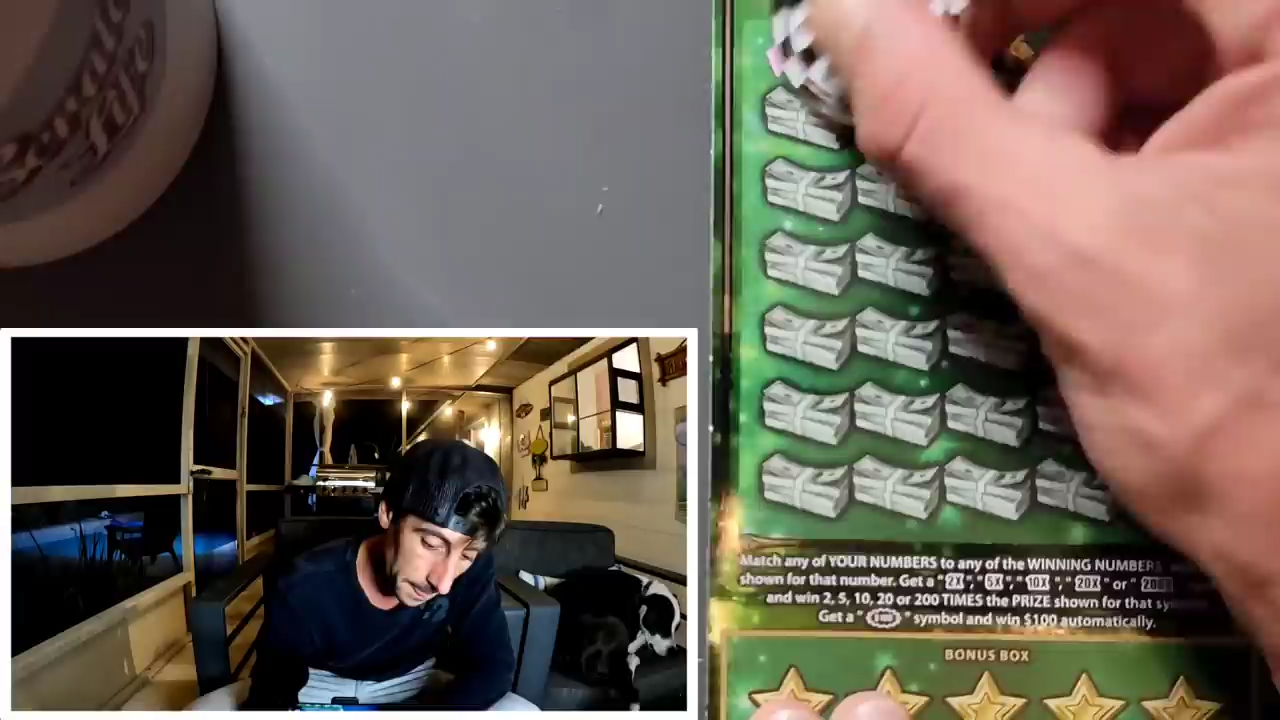 Match any of YOUR NUMBERS to any of the WINNING NUMBERS
shown for that number. Get a "2X", "5X", "10X", "20X" or "200X
and win 2, 5, 10, 20 or 200 TIMES the PRIZE shown for that sy
Get a " $100 " symbol and win $100 automatically.
BONUS BOX